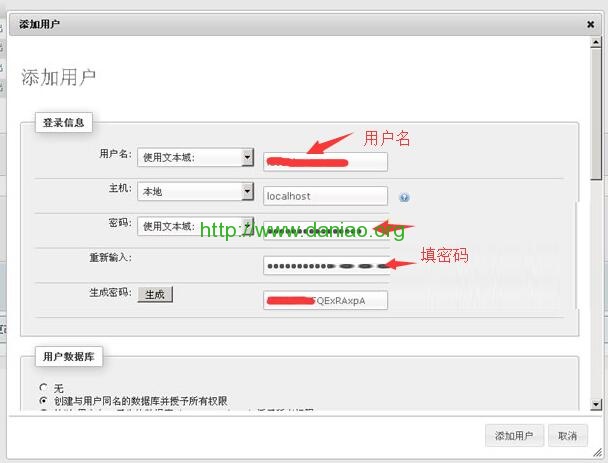 添加用户
添加用户
登录信息
用户名: 使用文本域: 用户名
主机: 本地 localhost
密码: 使用文本域:
http://www.daniao.org
重新输入: 填密码
生成密码: 生成 FQExRAxpA
用户数据库
无
创建与用户同名的数据库并授予所有权限
添加用户 取消